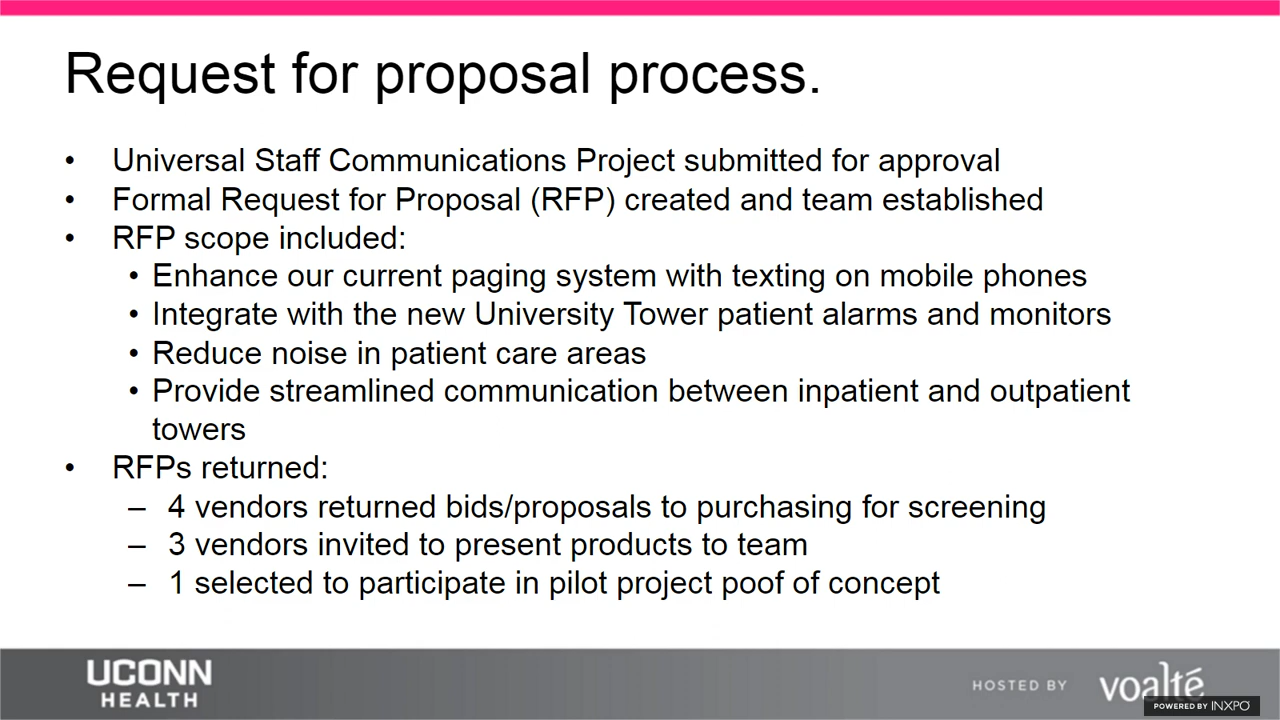 Request for proposal process.
• Universal Staff Communications Project submitted for approval
• Formal Request for Proposal (RFP) created and team established
• RFP scope included:
• Enhance our current paging system with texting on mobile phones
• Integrate with the new University Tower patient alarms and monitors
• Reduce noise in patient care areas
• Provide streamlined communication between inpatient and outpatient
towers
• RFPs returned:
– 4 vendors returned bids/proposals to purchasing for screening
– 3 vendors invited to present products to team
– 1 selected to participate in pilot project poof of concept
UCONN
HEALTH
HOSTED BY voalté
POWERED BY INXPO